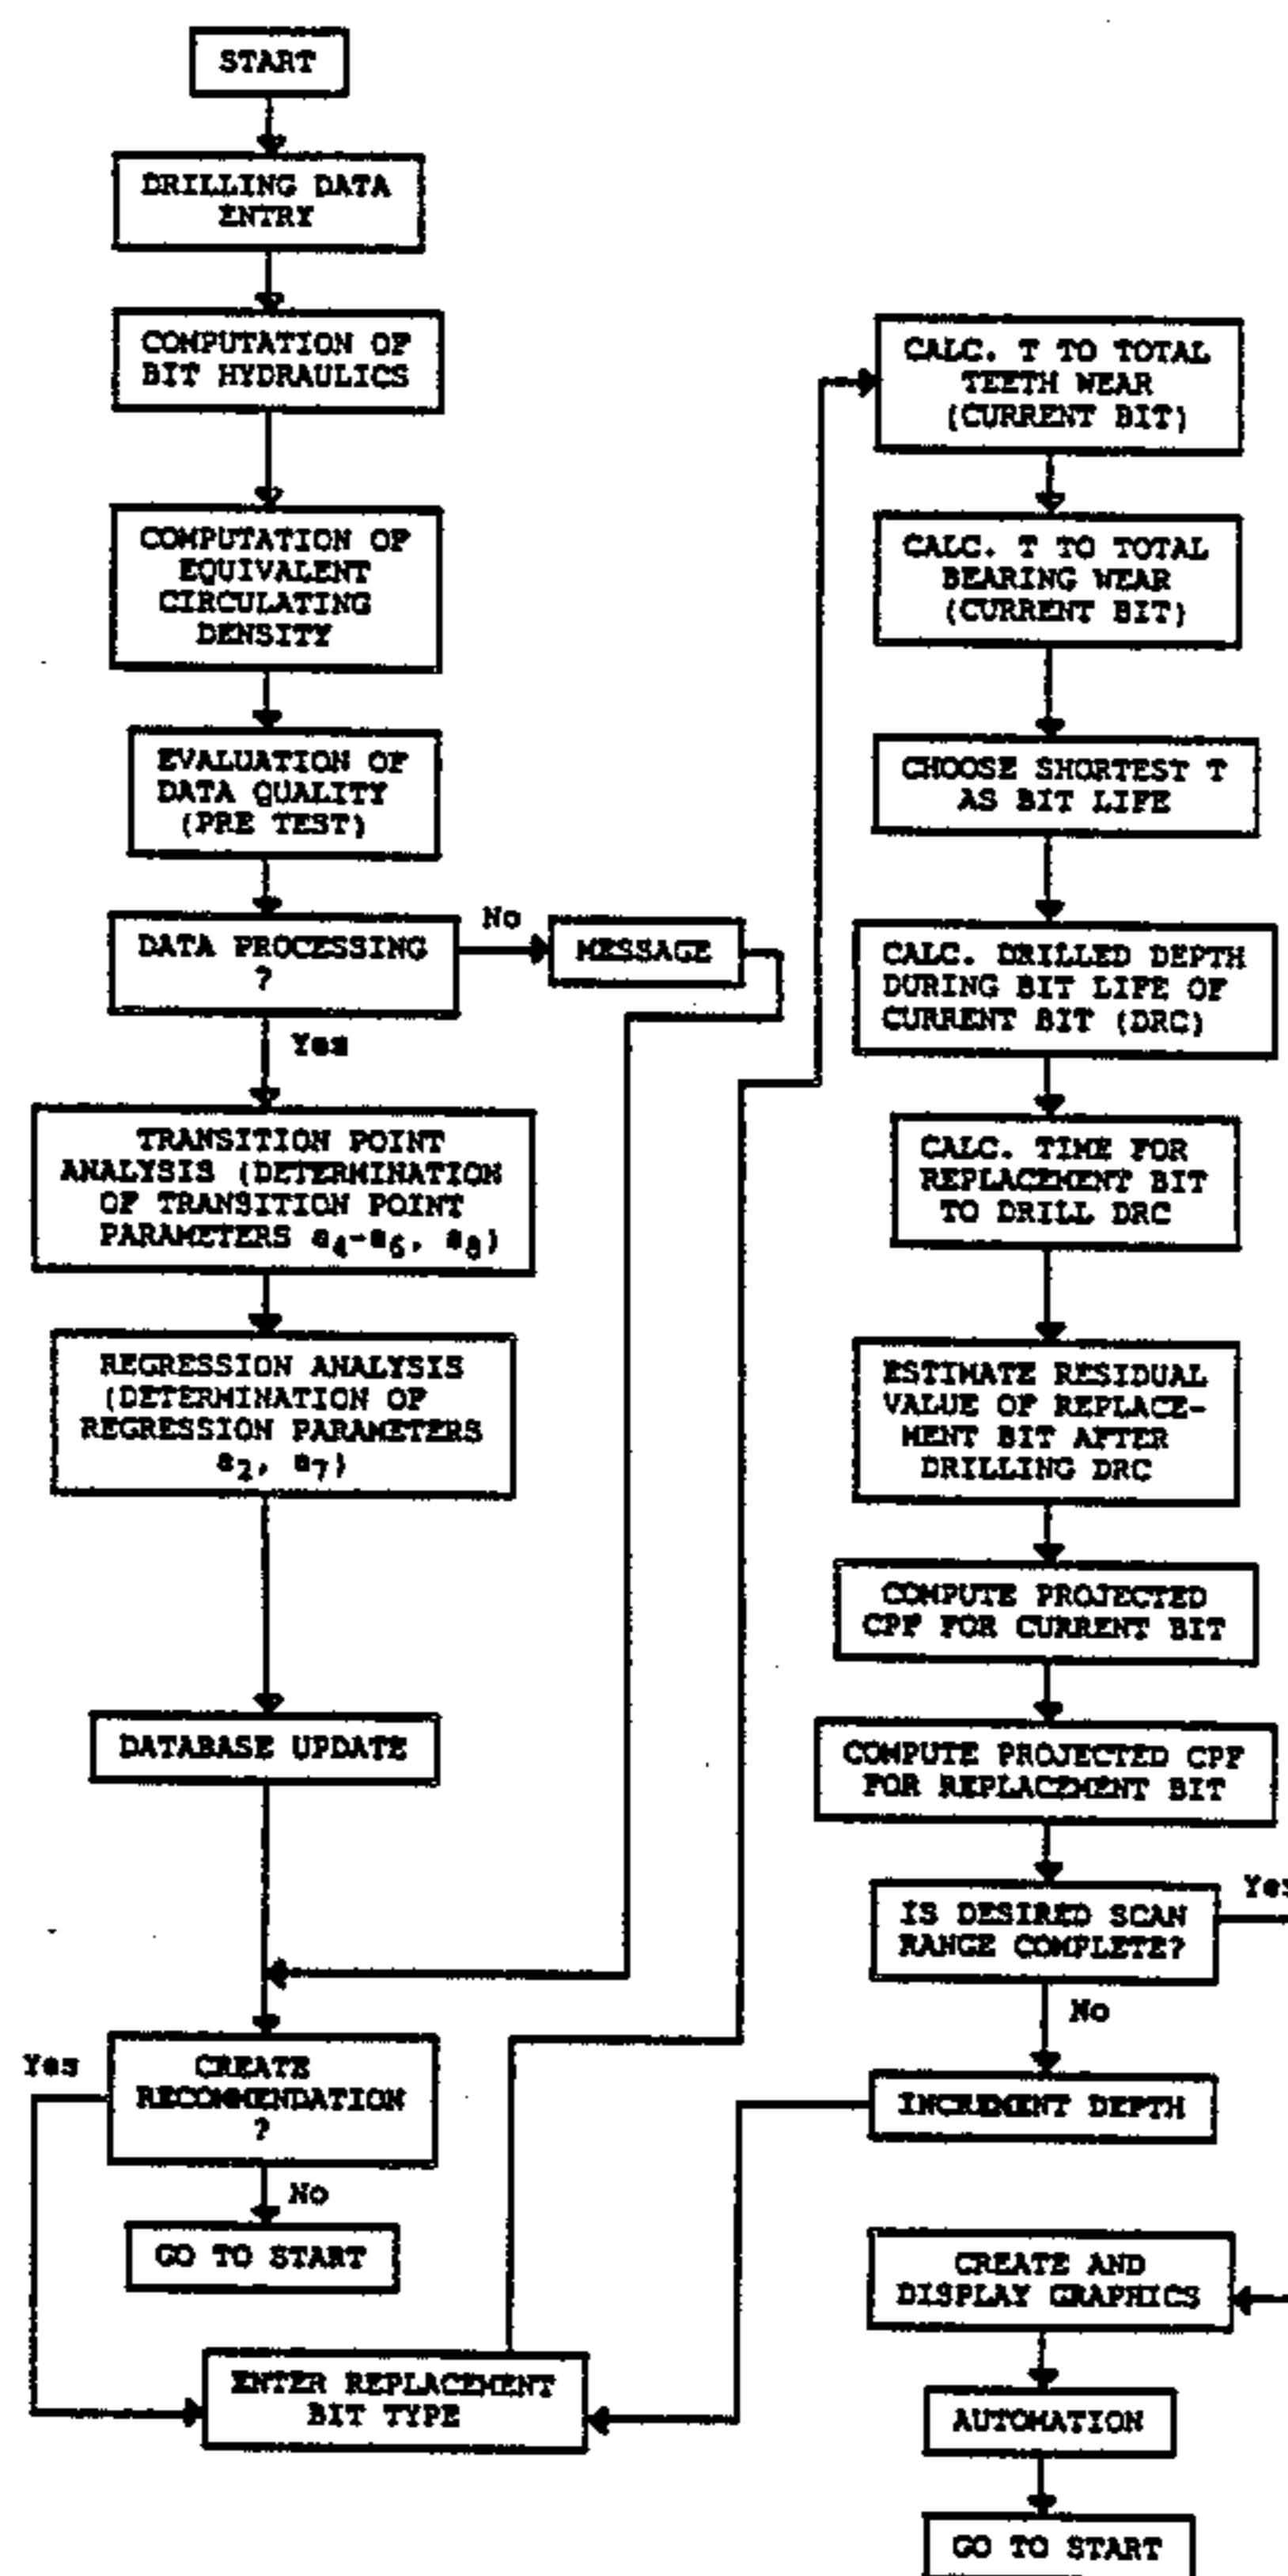 START
DRILLING DATA
ENTRY
COMPUTATION OF
BIT HYDRAULICS
COMPUTATION OF
EQUIVALENT
CIRCULATING
DENSITY
EVALUATION OF
DATA QUALITY
(PRE TEST)
DATA PROCESSING
?
No
MESSAGE
Yes
TRANSITION POINT
ANALYSIS (DETERMINATION
OF TRANSITION POINT
PARAMETERS a4-a6, a8)
REGRESSION ANALYSIS
(DETERMINATION OF
REGRESSION PARAMETERS
a2, a7)
DATABASE UPDATE
CREATE
RECOMMENDATION
?
Yes
No
GO TO START
ENTER REPLACEMENT
BIT TYPE
CALC. T TO TOTAL
TEETH WEAR
(CURRENT BIT)
CALC. T TO TOTAL
BEARING WEAR
(CURRENT BIT)
CHOOSE SHORTEST T
AS BIT LIFE
CALC. DRILLED DEPTH
DURING BIT LIFE OF
CURRENT BIT (DRC)
CALC. TIME FOR
REPLACEMENT BIT
TO DRILL DRC
ESTIMATE RESIDUAL
VALUE OF REPLACE-
MENT BIT AFTER
DRILLING DRC
COMPUTE PROJECTED
CPF FOR CURRENT BIT
COMPUTE PROJECTED CPF
FOR REPLACEMENT BIT
IS DESIRED SCAN
RANGE COMPLETE?
Yes
No
INCREMENT DEPTH
CREATE AND
DISPLAY GRAPHICS
AUTOMATION
GO TO START